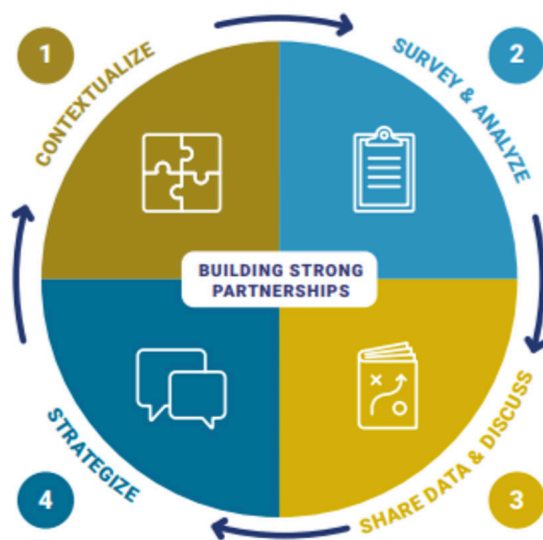 1
CONTEXTUALIZE
2
SURVEY & ANALYZE
BUILDING STRONG
PARTNERSHIPS
3
SHARE DATA & DISCUSS
4
STRATEGIZE